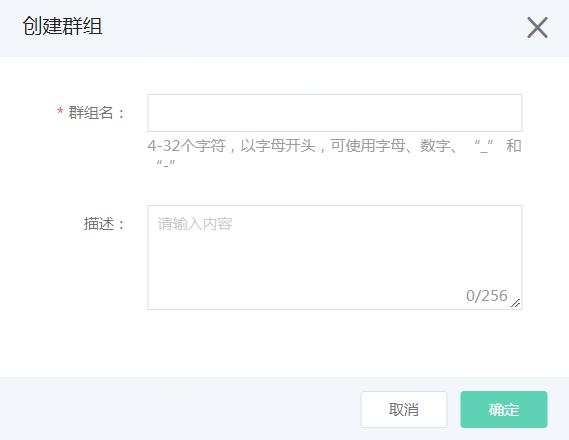 创建群组
* 群组名：
4-32个字符，以字母开头，可使用字母、数字、“_” 和
“-”
描述：
请输入内容
0/256
取消
确定